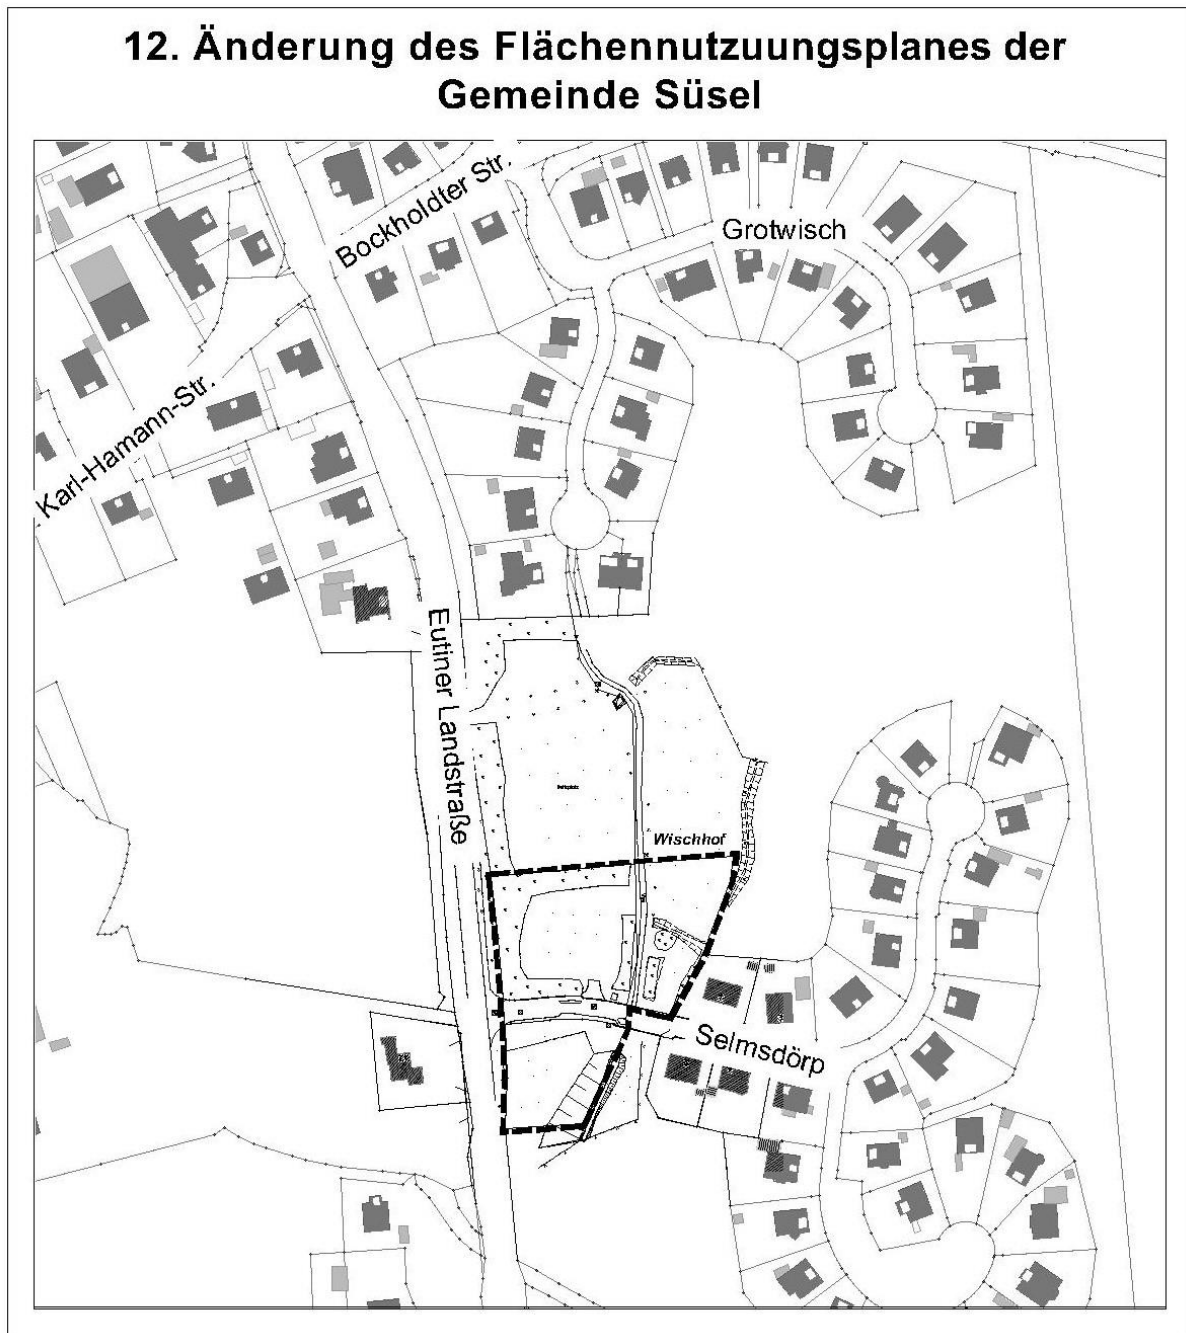 12. Änderung des Flächennutzuungsplanes der
Gemeinde Süsel
Bockholdter Str.
Grotwisch
Karl-Hamann-Str.
Eutiner Landstraße
Wischhof
Selmsdörp